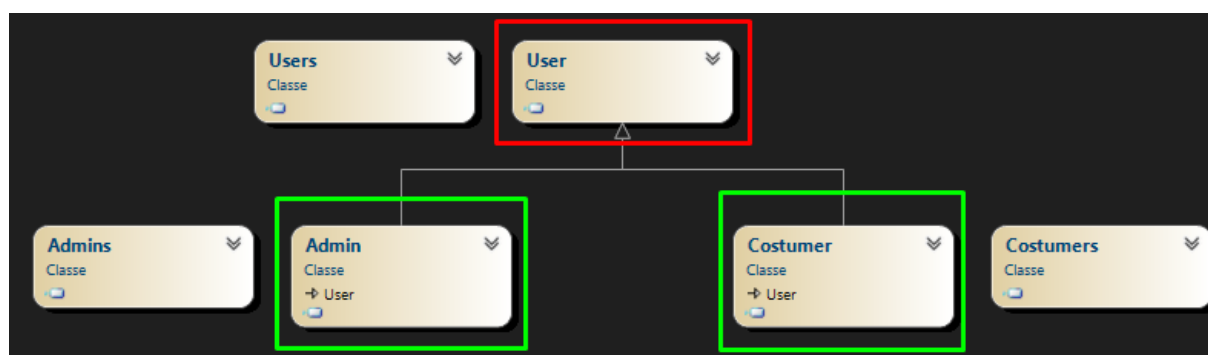 Users
Classe
User
Classe
Admins
Classe
Admin
Classe
User
Costumer
Classe
User
Costumers
Classe